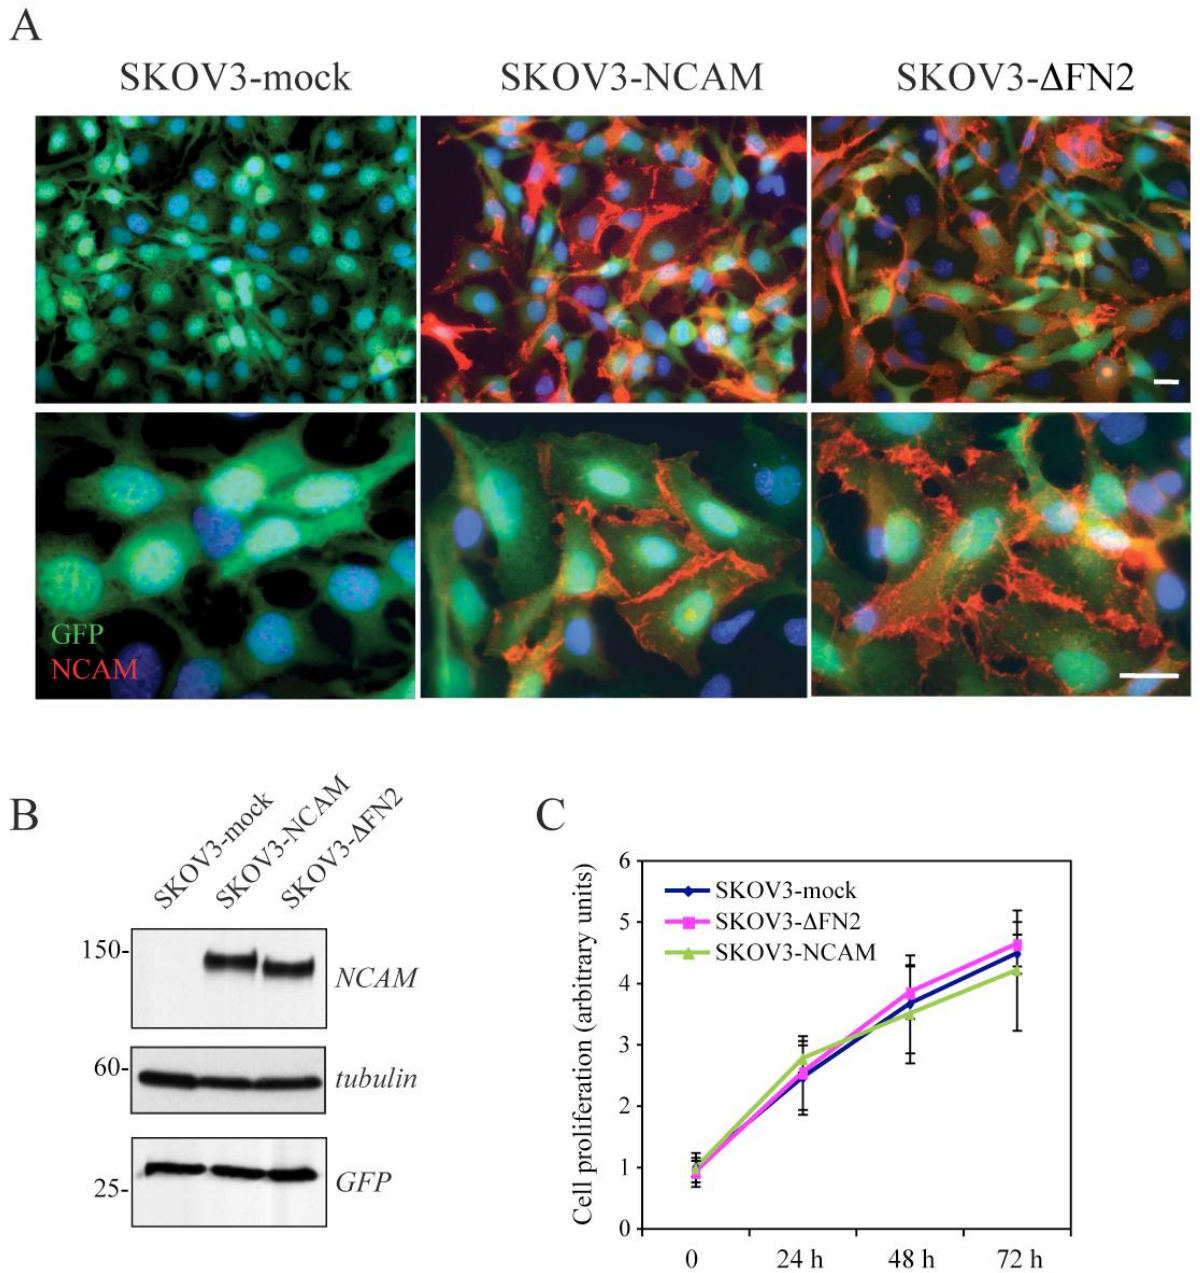 A
SKOV3-mock
SKOV3-NCAM
SKOV3-ΔFN2
GFP
NCAM
B
SKOV3-mock
SKOV3-NCAM
SKOV3-ΔFN2
150-
NCAM
60-
tubulin
25-
GFP
C
Cell proliferation (arbitrary units)
6
5
4
3
2
1
0
SKOV3-mock
SKOV3-ΔFN2
SKOV3-NCAM
0 24 h 48 h 72 h